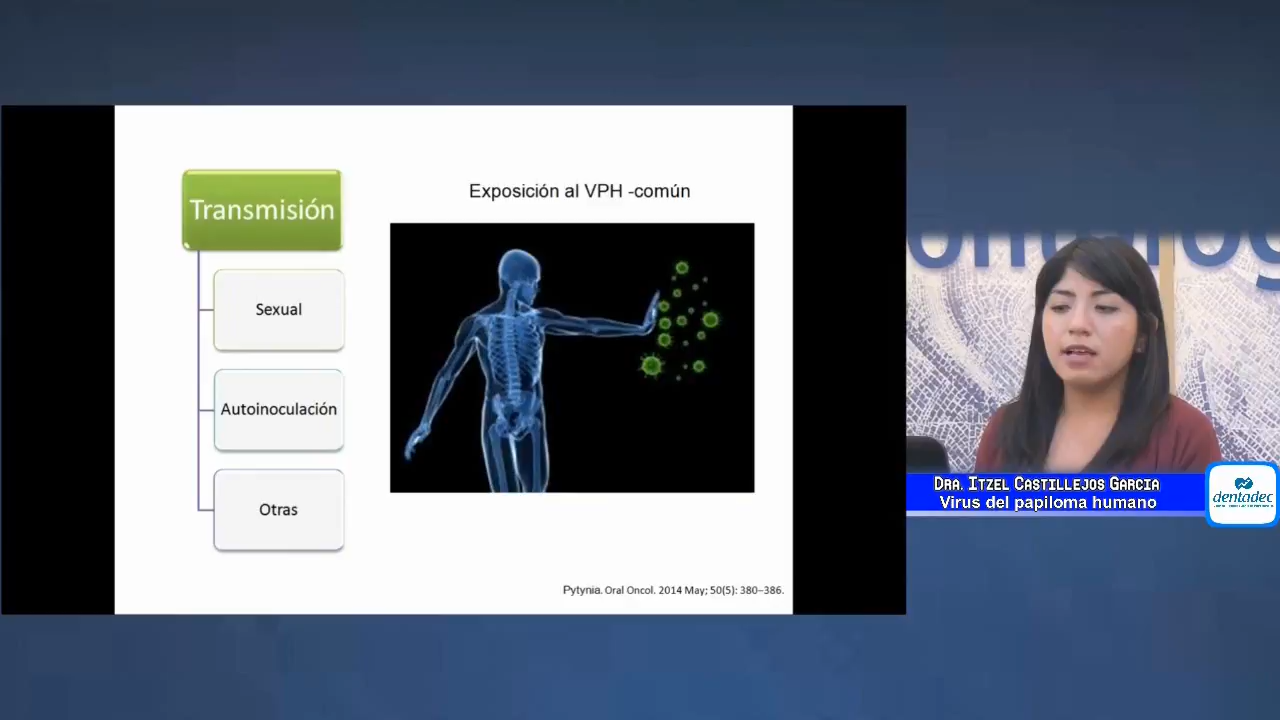 Transmisión
Sexual
Autoinoculación
Otras
Exposición al VPH -común
Pytynia. Oral Oncol. 2014 May; 50(5): 380–386.
DRA. ITZEL CASTILLEJOS GARCIA
Virus del papiloma humano
dentadec